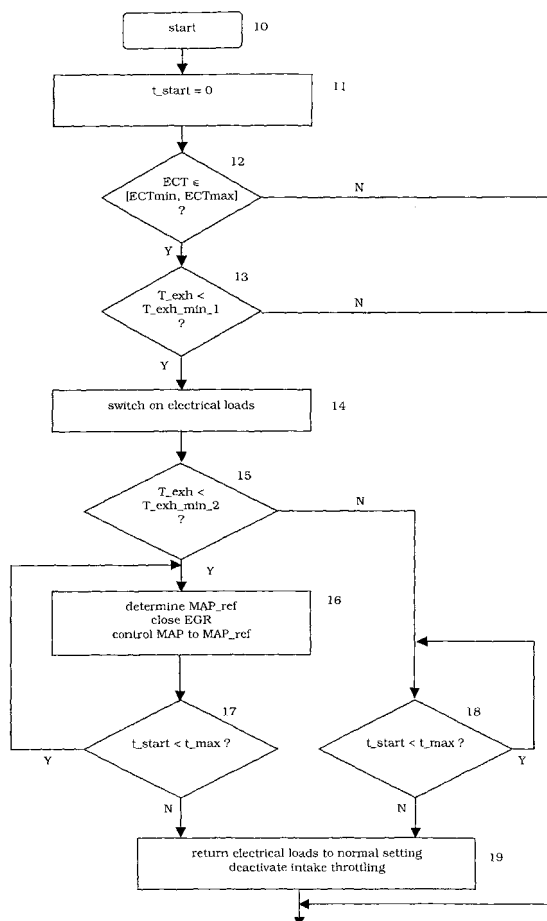 start
10
t_start = 0
11
12
ECT ∈
[ECTmin, ECTmax]
?
N
Y
13
T_exh <
T_exh_min_1
?
N
Y
switch on electrical loads
14
15
T_exh <
T_exh_min_2
?
N
Y
determine MAP_ref
close EGR
control MAP to MAP_ref
16
17
t_start < t_max ?
Y
N
18
t_start < t_max ?
Y
N
return electrical loads to normal setting
deactivate intake throttling
19